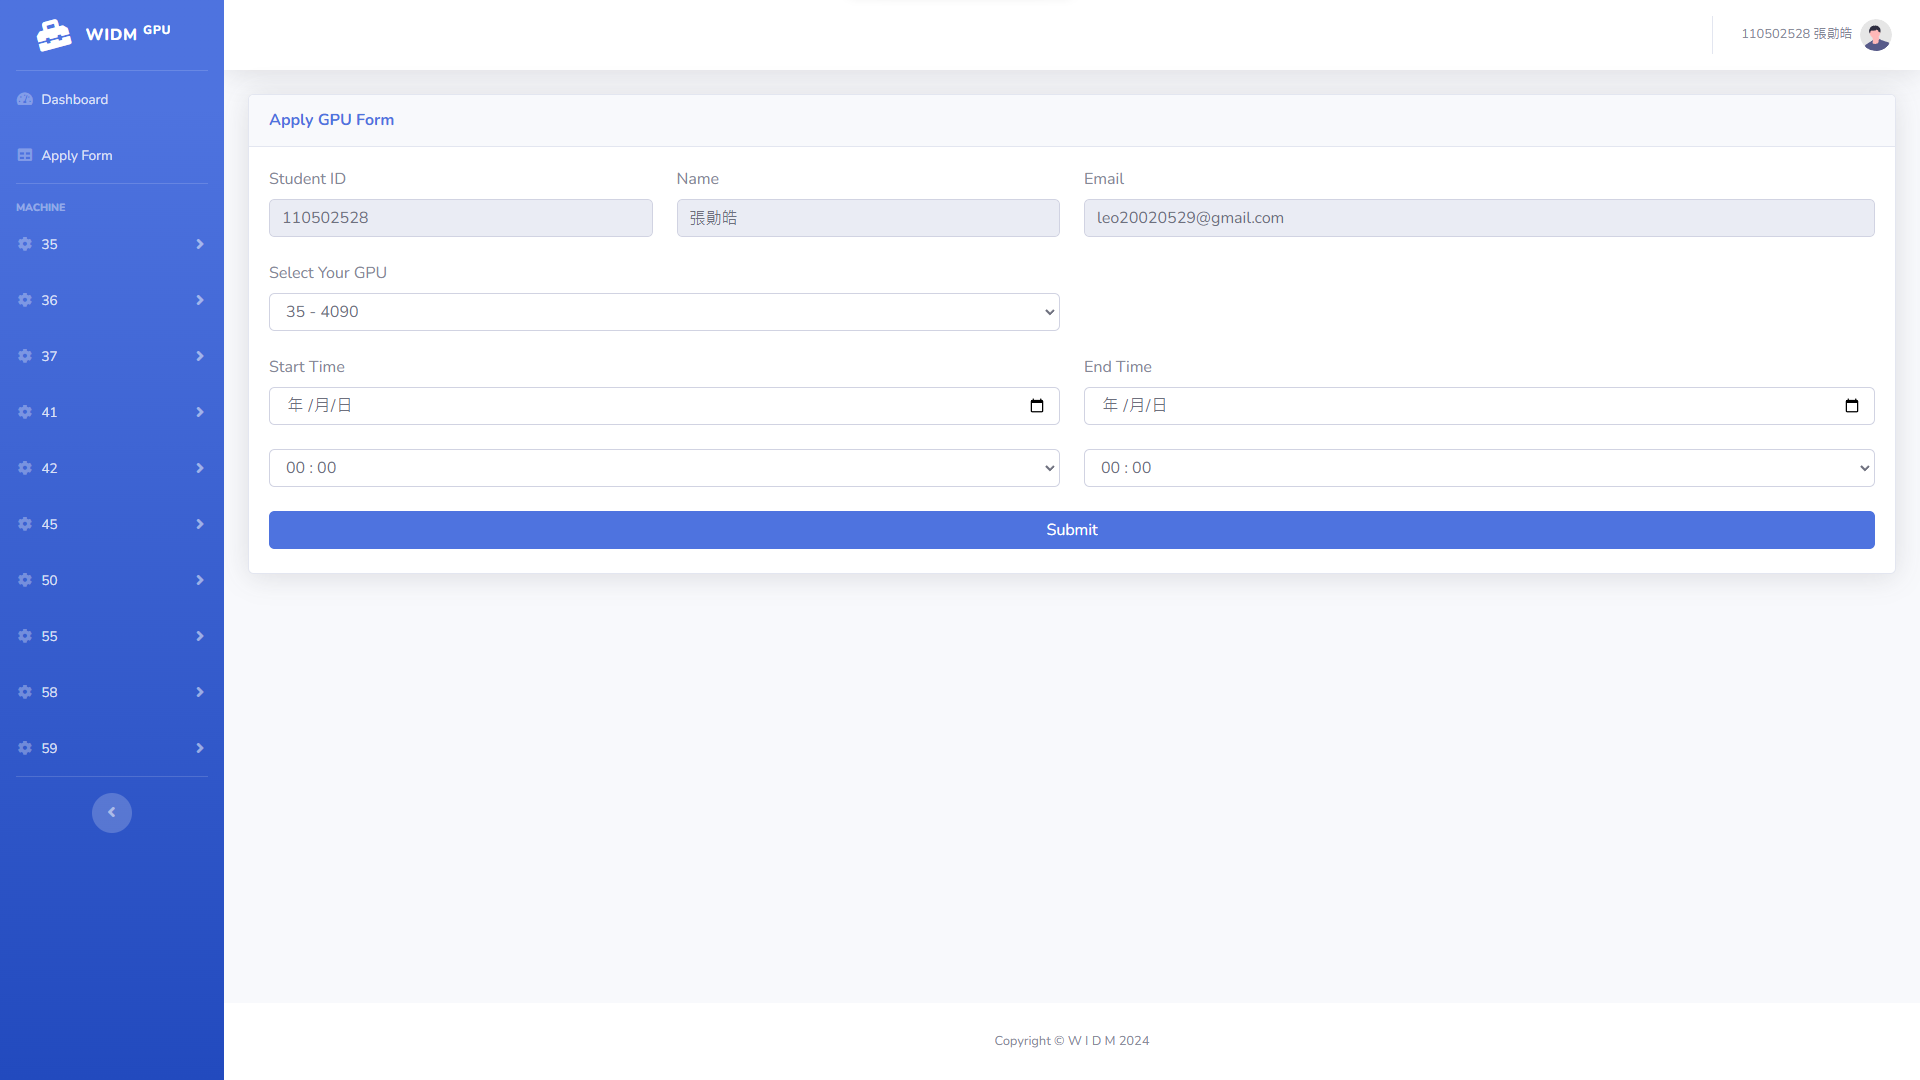 WIDM GPU
110502528 張勛皓
Dashboard
Apply Form
MACHINE
35
36
37
41
42
45
50
55
58
59
Apply GPU Form
Student ID
Name
Email
110502528
張勛皓
leo20020529@gmail.com
Select Your GPU
35 - 4090
Start Time
End Time
年 /月/日
年 /月/日
00 : 00
00 : 00
Submit
Copyright © W I D M 2024